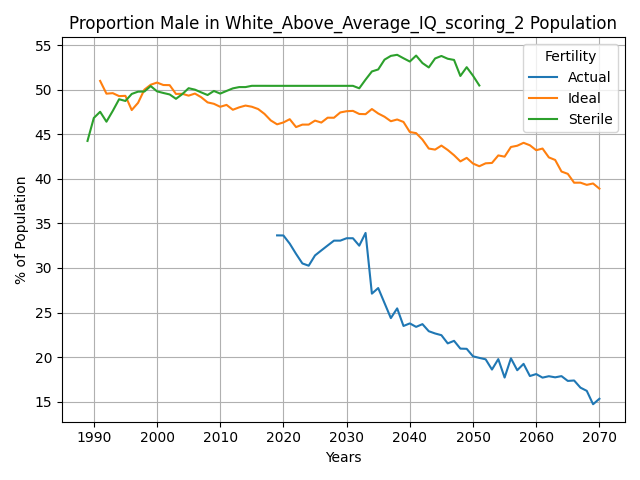 Proportion Male in White_Above_Average_IQ_scoring_2 Population
Fertility
Actual
Ideal
Sterile
% of Population
55
50
45
40
35
30
25
20
15
1990 2000 2010 2020 2030 2040 2050 2060 2070
Years